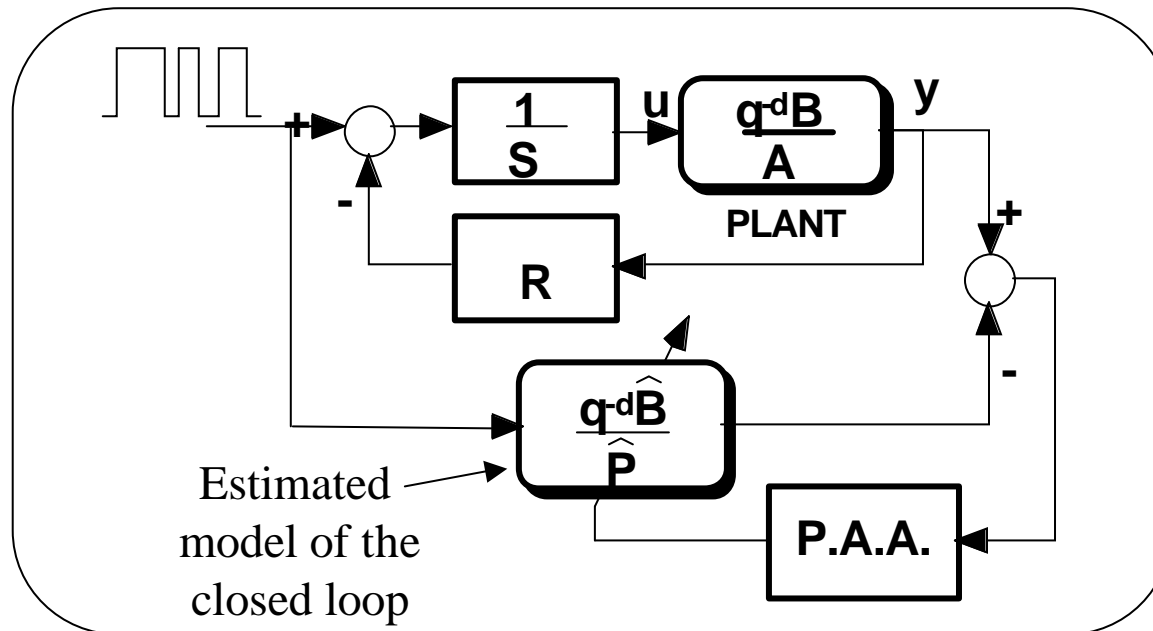 +
1
S
u
q-dB
A
y
PLANT
-
R
+
-
q-dB̂
P̂
Estimated
model of the
closed loop
P.A.A.